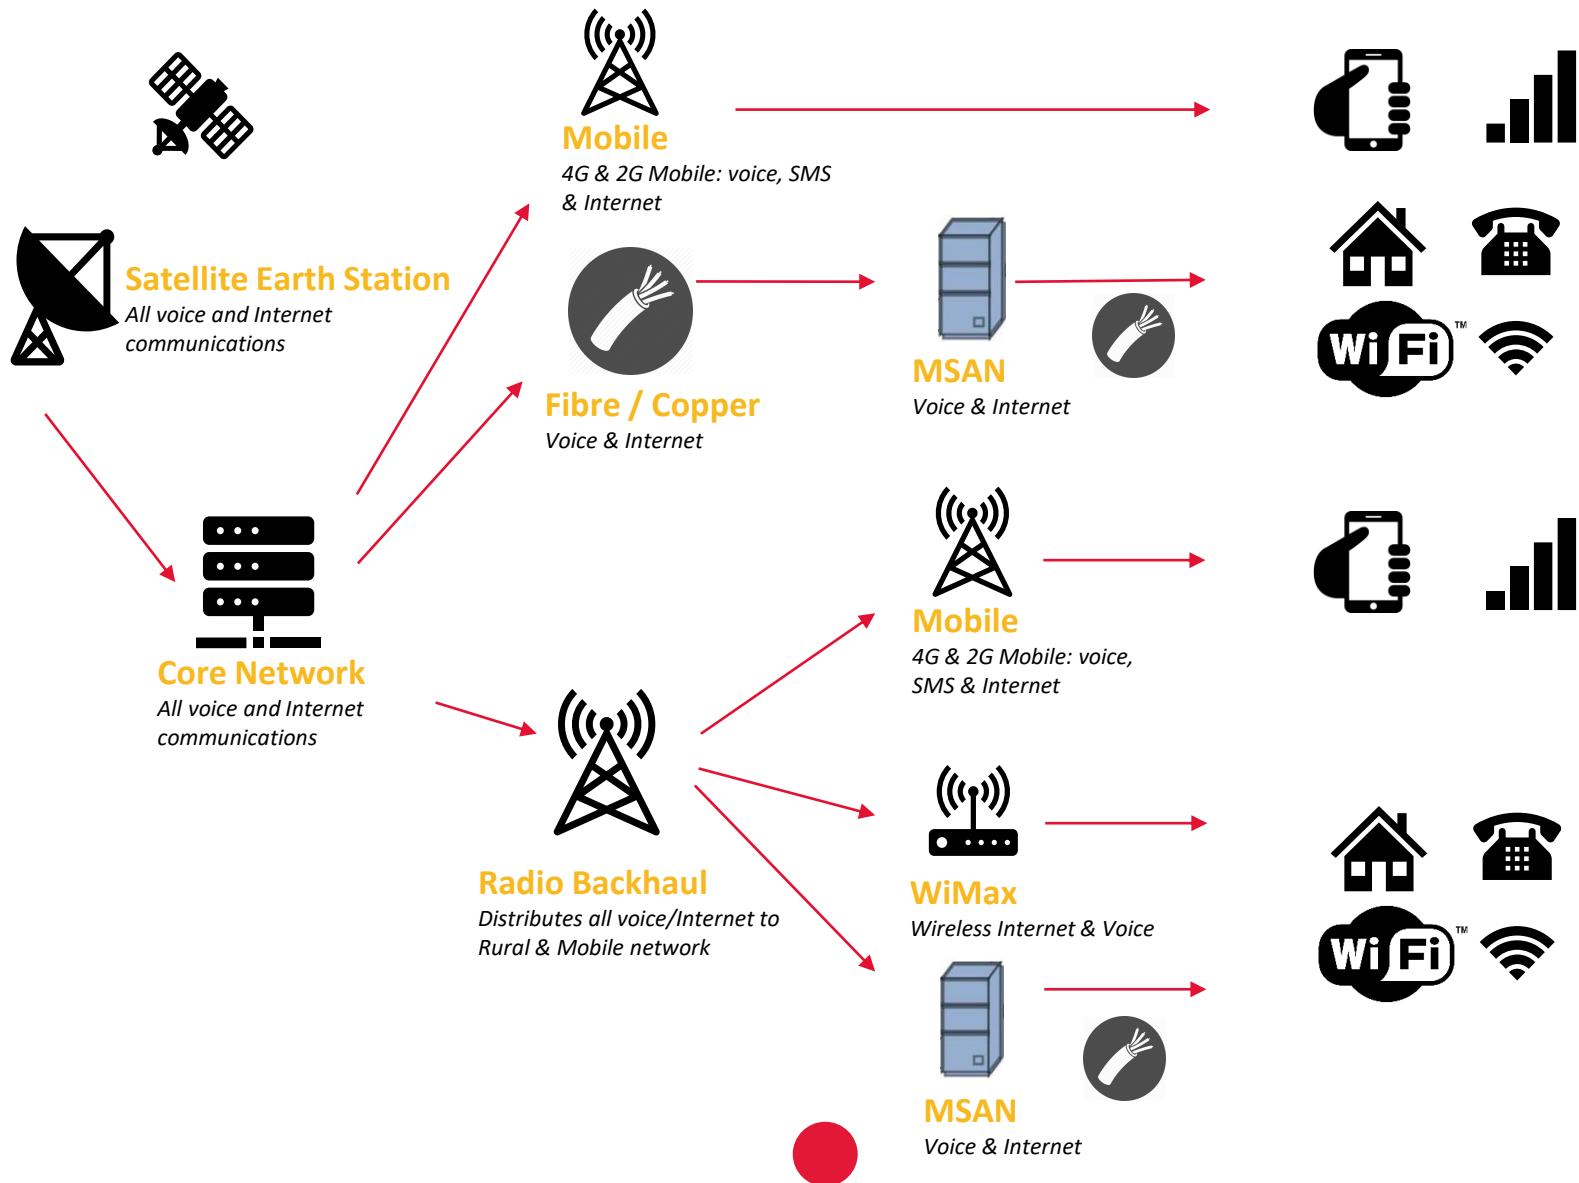 Mobile
4G & 2G Mobile: voice, SMS
& Internet
Satellite Earth Station
All voice and Internet
communications
Fibre / Copper
Voice & Internet
MSAN
Voice & Internet
Wi Fi TM
Core Network
All voice and Internet
communications
Mobile
4G & 2G Mobile: voice,
SMS & Internet
Radio Backhaul
Distributes all voice/Internet to
Rural & Mobile network
WiMax
Wireless Internet & Voice
Wi Fi TM
MSAN
Voice & Internet